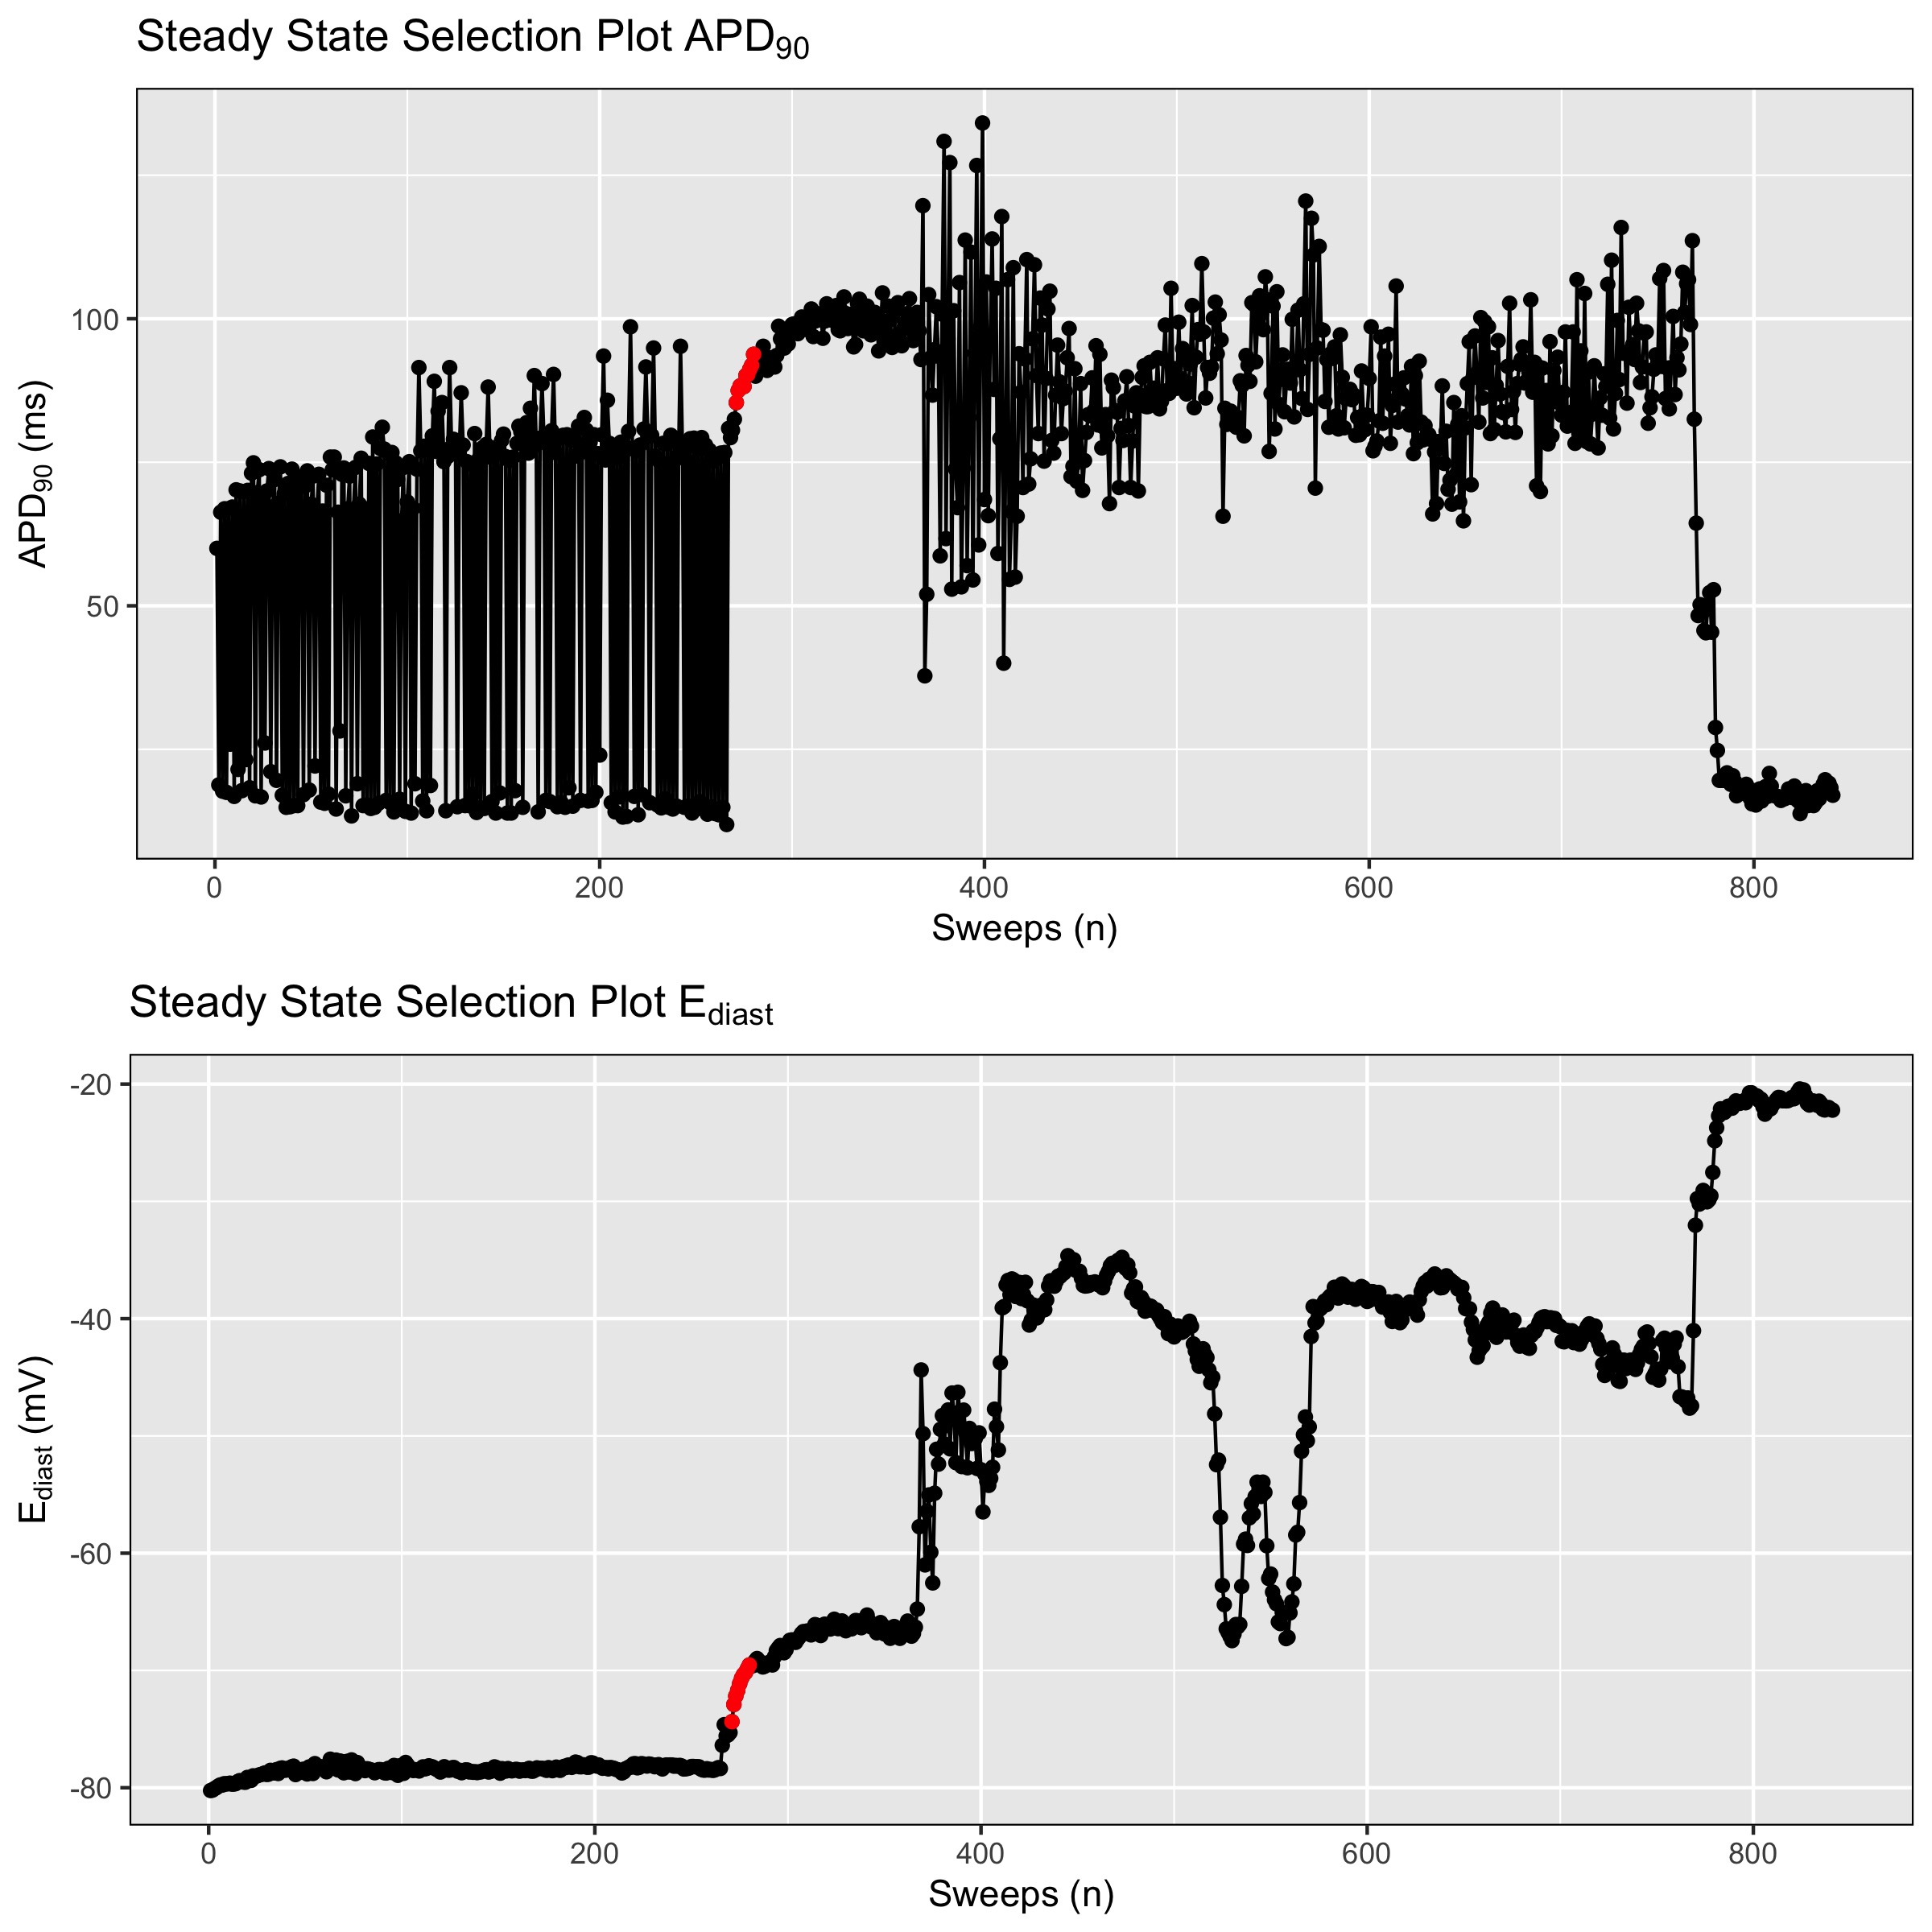 Steady State Selection Plot APD90
100
50
APD90 (ms)
0 200 400 600 800
Sweeps (n)
Steady State Selection Plot Ediast
-20
-40
-60
-80
Ediast (mV)
0 200 400 600 800
Sweeps (n)